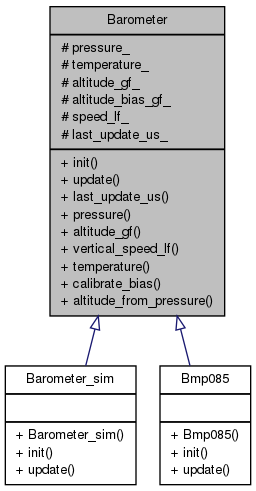 Barometer
# pressure_
# temperature_
# altitude_gf_
# altitude_bias_gf_
# speed_lf_
# last_update_us_
+ init()
+ update()
+ last_update_us()
+ pressure()
+ altitude_gf()
+ vertical_speed_lf()
+ temperature()
+ calibrate_bias()
+ altitude_from_pressure()
Barometer_sim
+ Barometer_sim()
+ init()
+ update()
Bmp085
+ Bmp085()
+ init()
+ update()